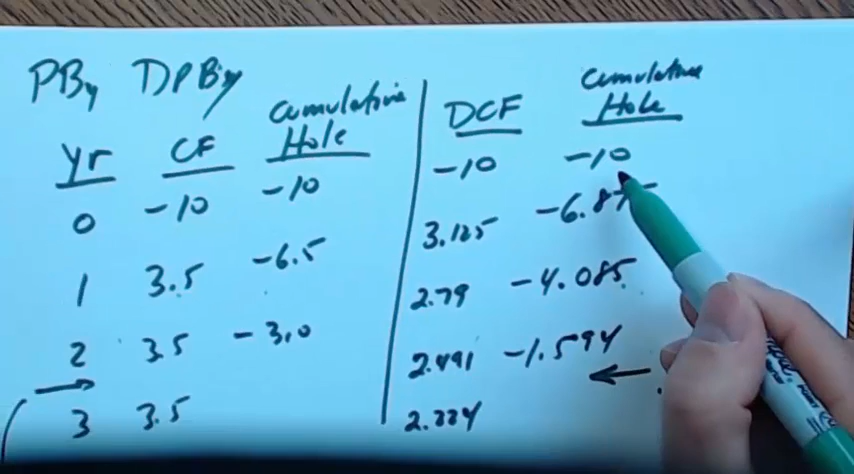 PBy DPBy
yr CF Cumulative Hole DCF Cumulative Hole
0 -10 -10 -10 -10
1 3.5 -6.5 3.125 -6.875
2 3.5 -3.0 2.79 -4.085
3 3.5 2.491 -1.594
2.224